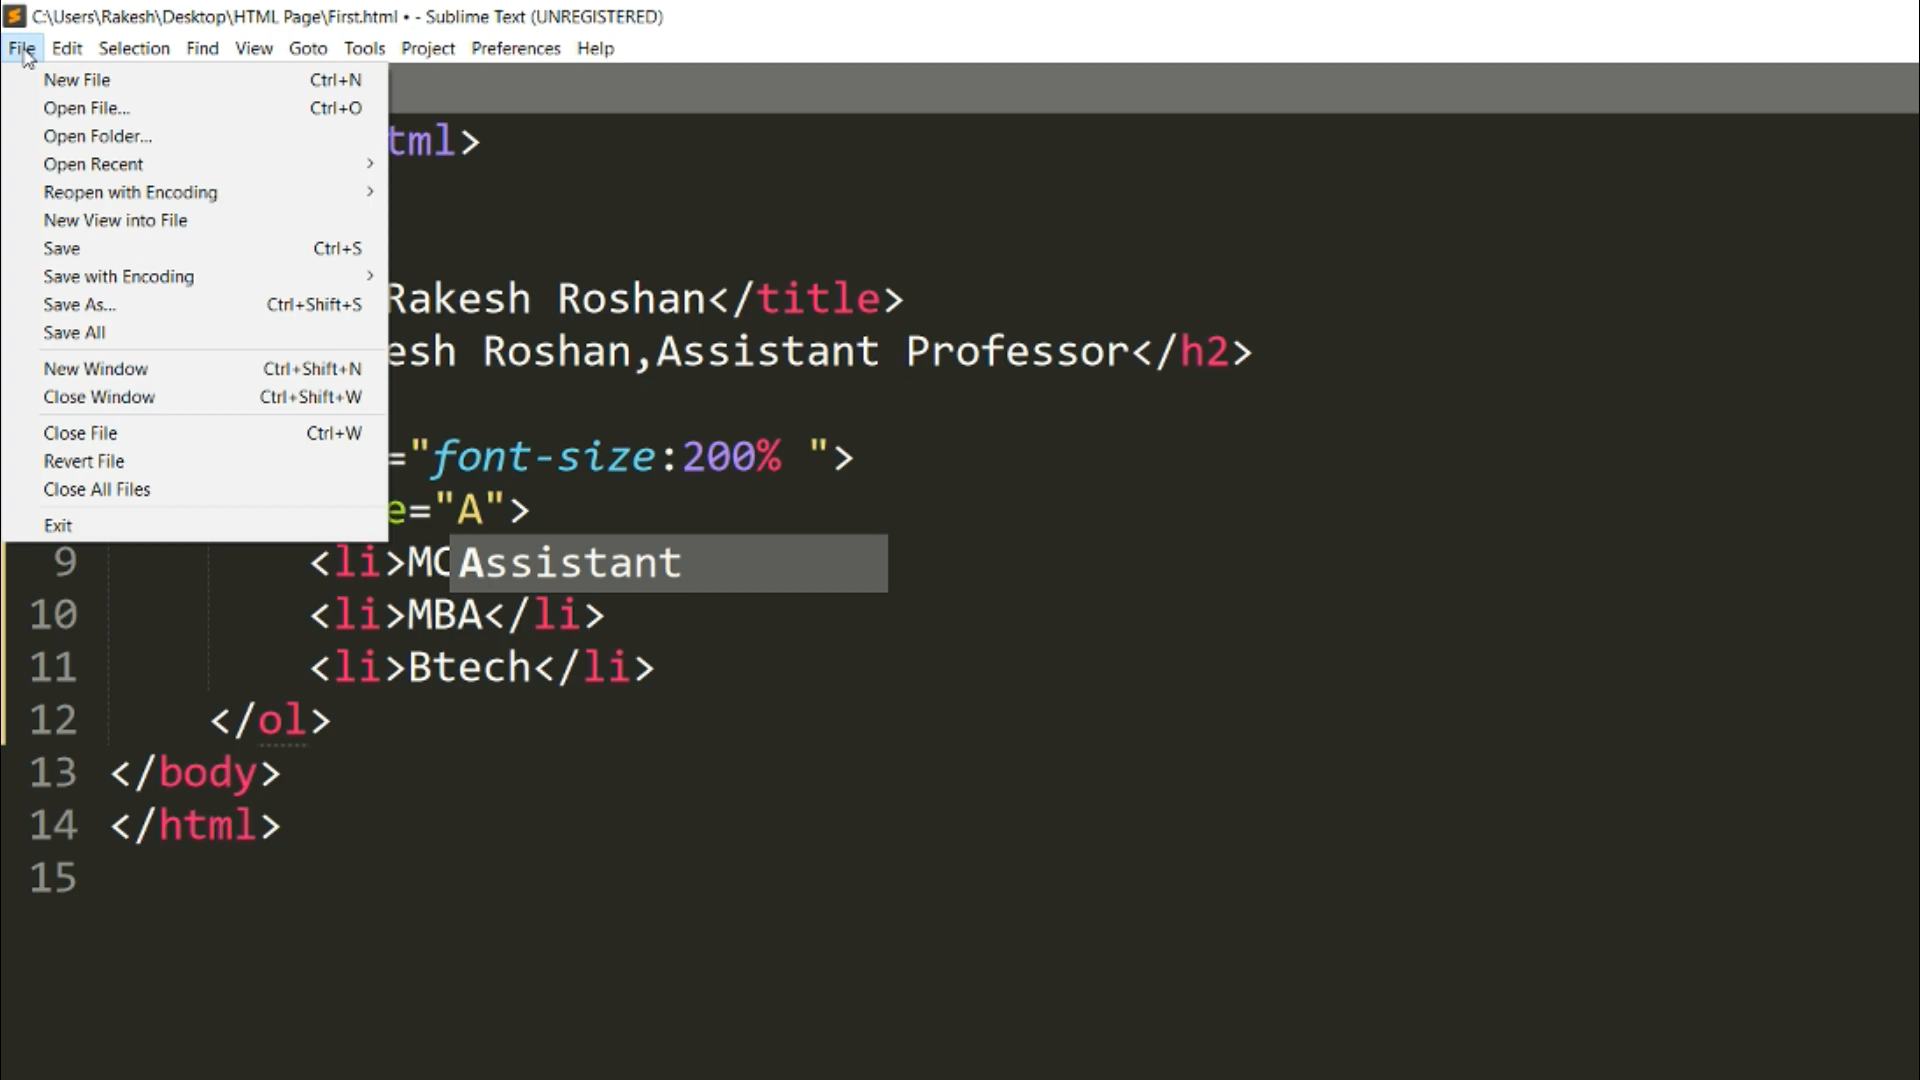 C:\Users\Rakesh\Desktop\HTML Page\First.html • - Sublime Text (UNREGISTERED)
File Edit Selection Find View Goto Tools Project Preferences Help
New File Ctrl+N
Open File... Ctrl+O
Open Folder...
Open Recent >
Reopen with Encoding >
New View into File
Save Ctrl+S
Save with Encoding >
Save As... Ctrl+Shift+S
Save All
New Window Ctrl+Shift+N
Close Window Ctrl+Shift+W
Close File Ctrl+W
Revert File
Close All Files
Exit
tml>
Rakesh Roshan</title>
esh Roshan,Assistant Professor</h2>
="font-size:200% ">
e="A">
9 <li>MC Assistant
10 <li>MBA</li>
11 <li>Btech</li>
12 </ol>
13 </body>
14 </html>
15